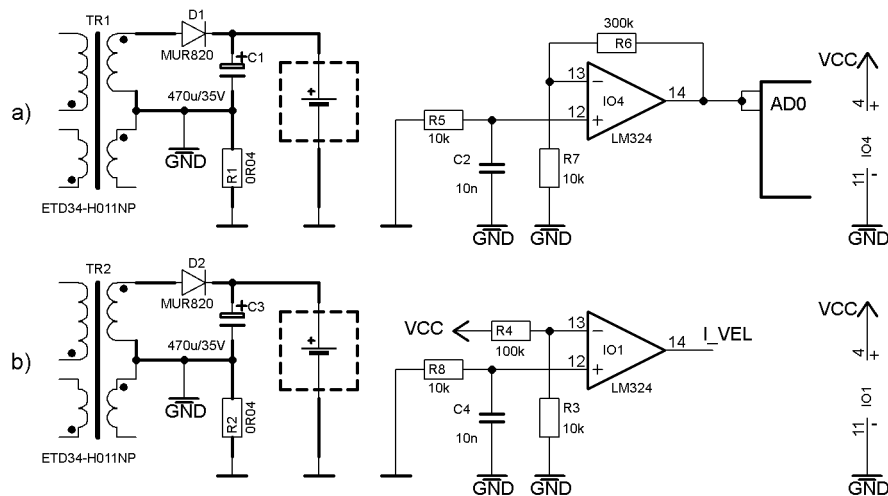 a)
TR1
D1
MUR820
C1
+
470u/35V
GND
R1
0R04
ETD34-H011NP
+
300k
R6
13
-
IO4
14
12
+
LM324
R5
10k
C2
10n
R7
10k
GND
GND
AD0
VCC
4
+
IO4
11
-
GND
b)
TR2
D2
MUR820
C3
+
470u/35V
GND
R2
0R04
ETD34-H011NP
+
VCC
R4
100k
13
-
IO1
14
I_VEL
12
+
LM324
R8
10k
C4
10n
R3
10k
GND
GND
VCC
4
+
IO1
11
-
GND